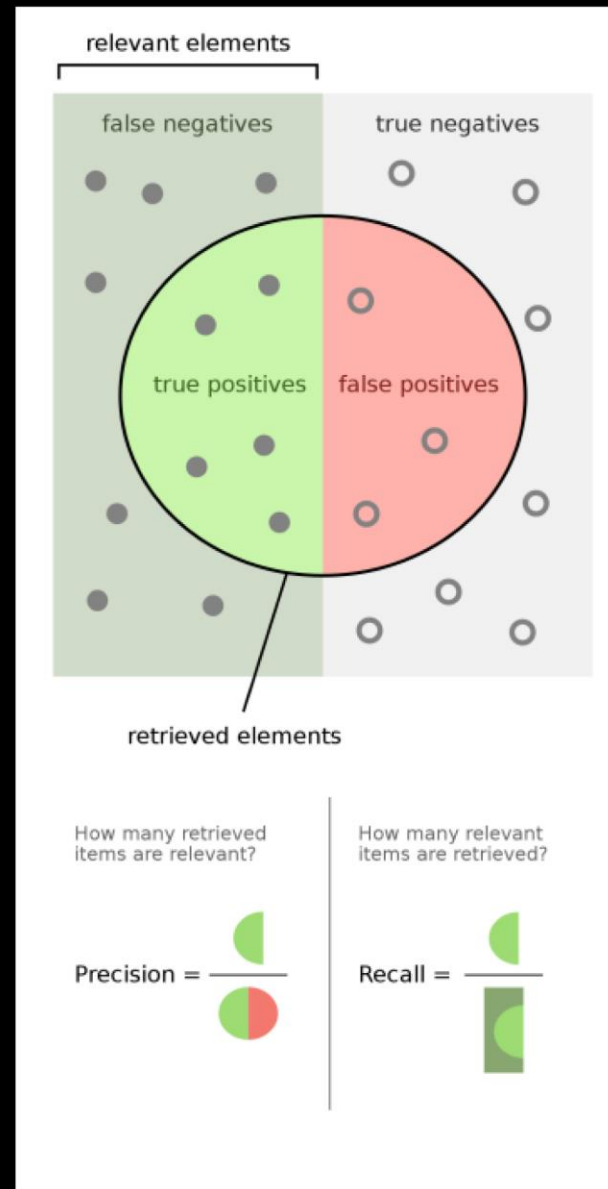 relevant elements
false negatives
true negatives
true positives
false positives
retrieved elements
How many retrieved
items are relevant?
Precision =
How many relevant
items are retrieved?
Recall =